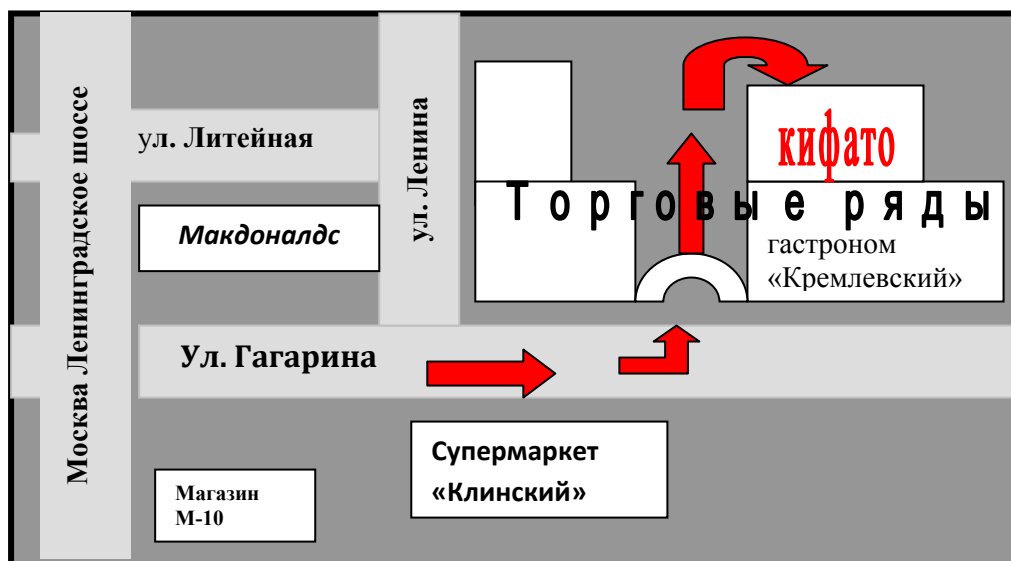 Москва Ленинградское шоссе
ул. Литейная
ул. Ленина
Макдоналдс
кифато
Торговые ряды
гастроном
«Кремлевский»
Ул. Гагарина
Супермаркет
«Клинский»
Магазин
М-10